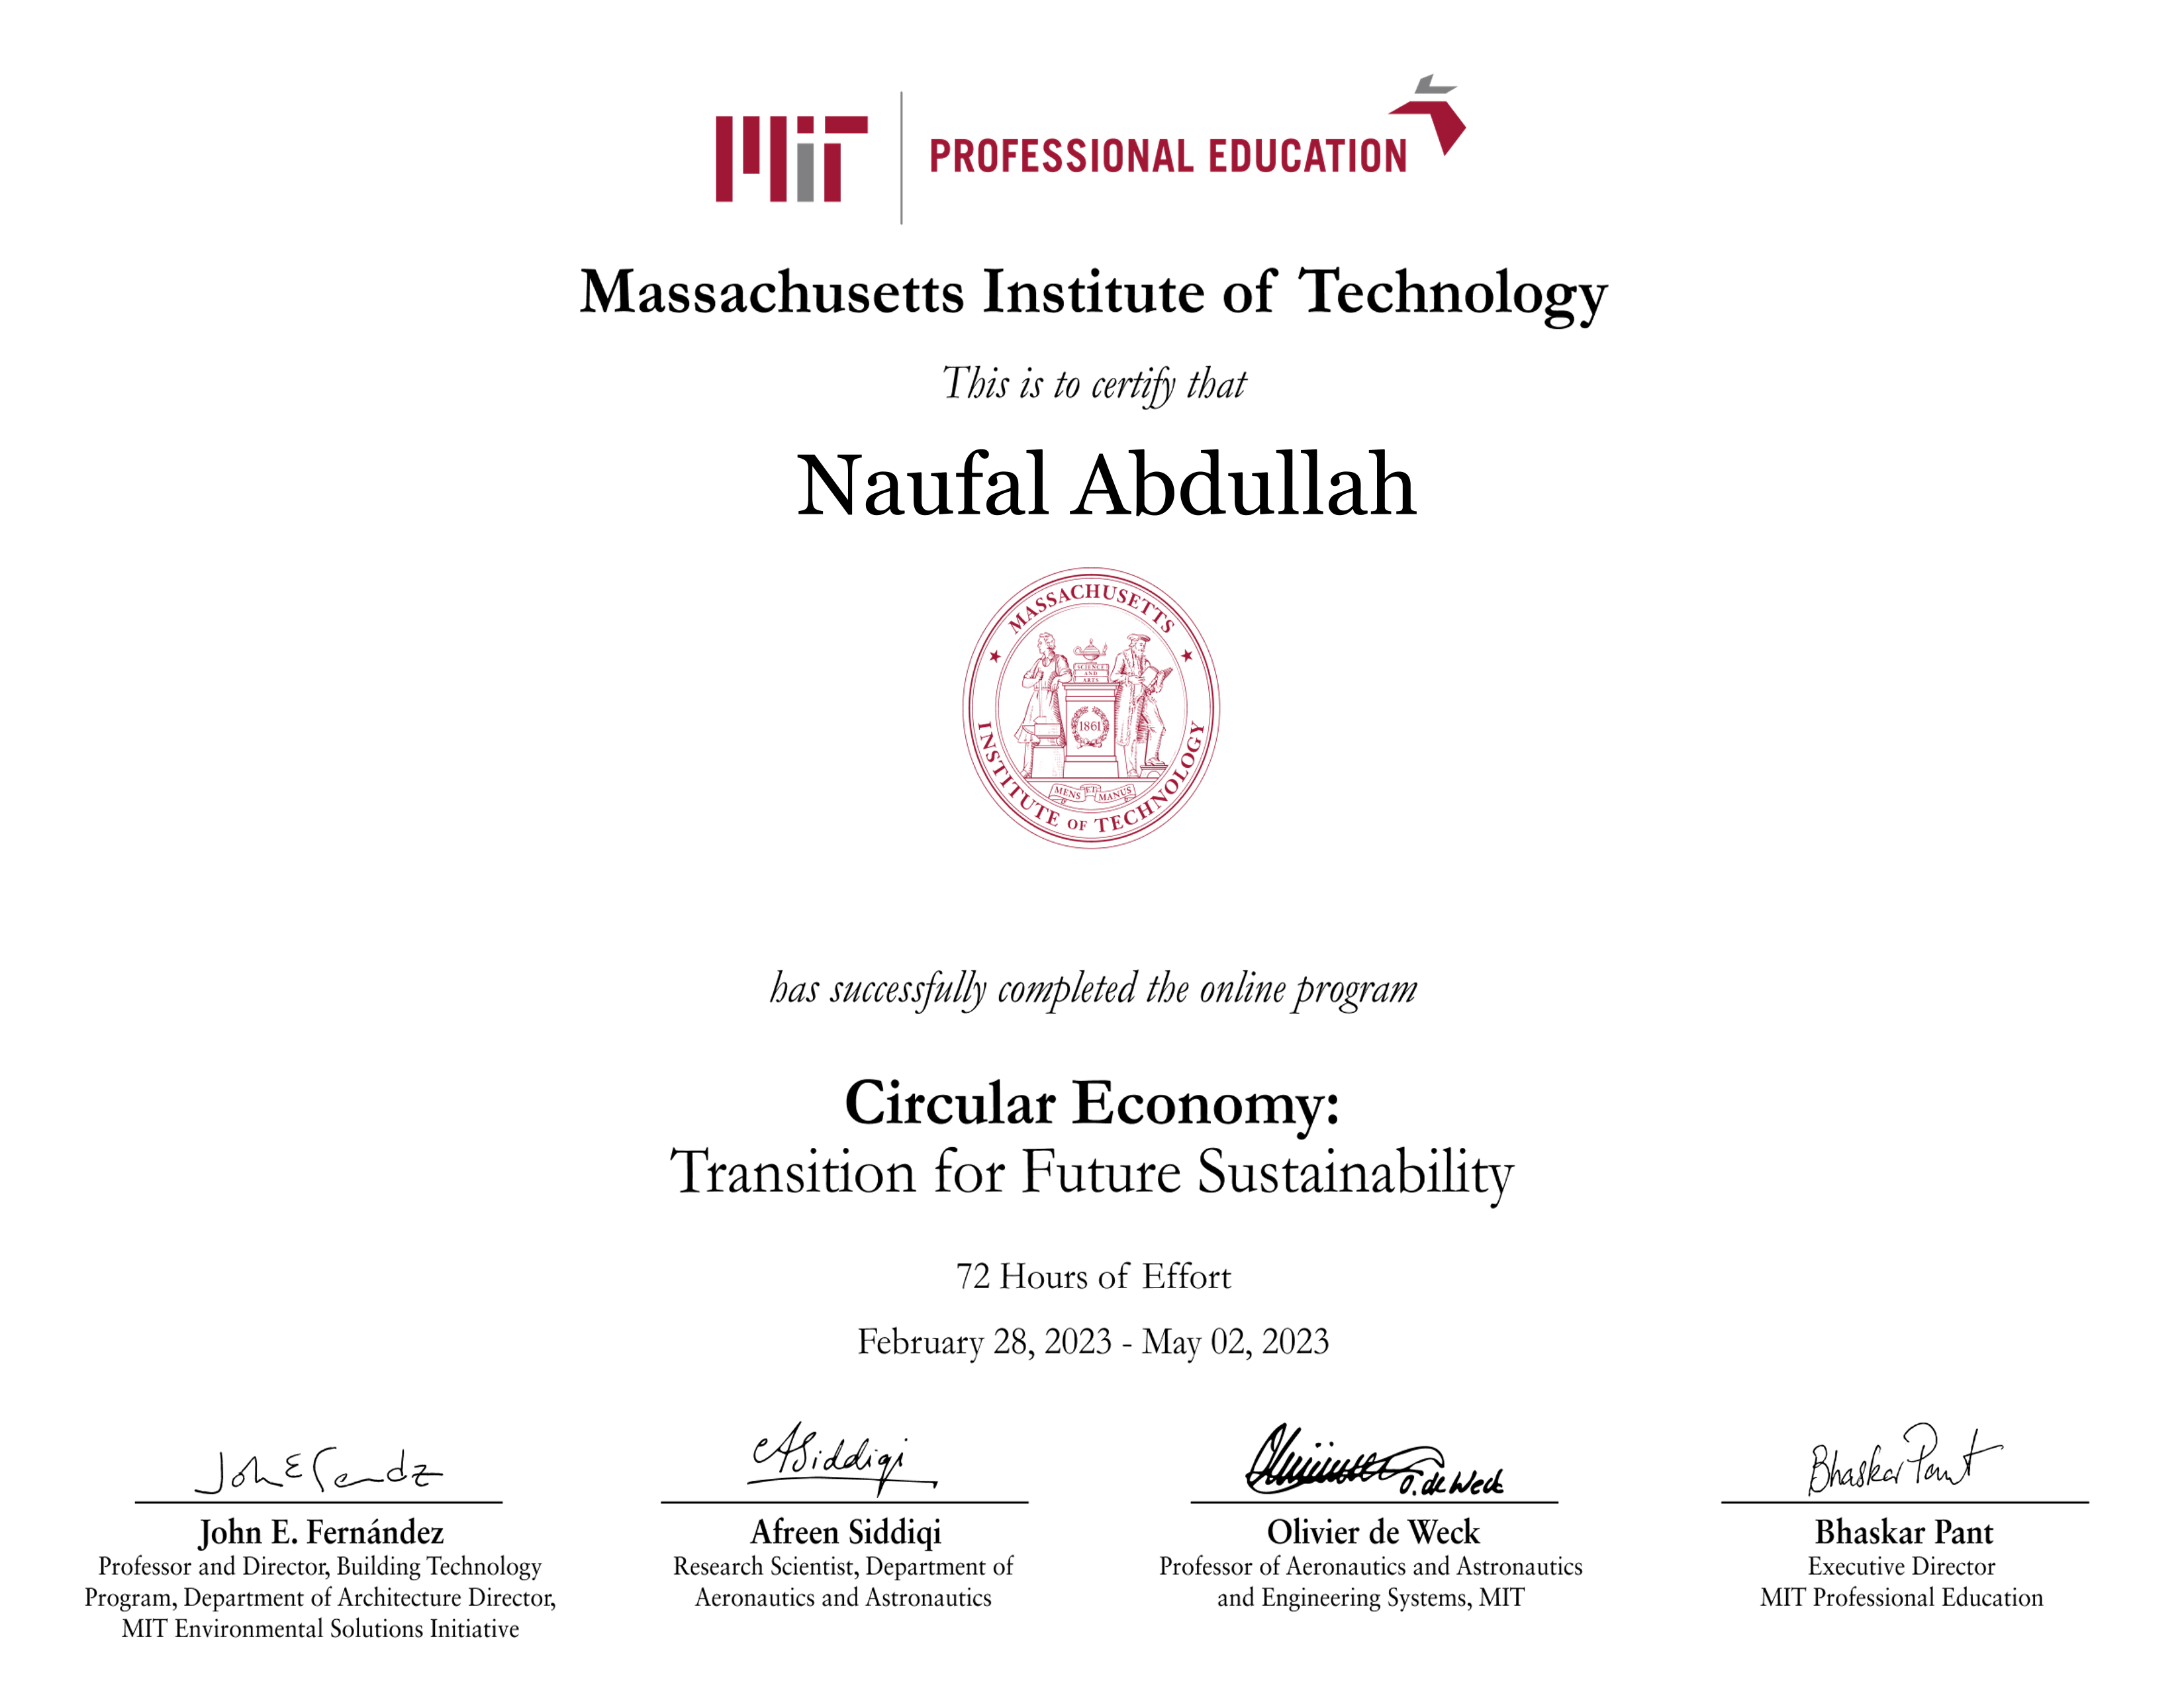 MIT PROFESSIONAL EDUCATION
Massachusetts Institute of Technology
This is to certify that
Naufal Abdullah
MASSACHUSETTS
INSTITUTE OF TECHNOLOGY
SCIENCE
AND
ARTS
1861
MENS ET MANUS
has successfully completed the online program
Circular Economy:
Transition for Future Sustainability
72 Hours of Effort
February 28, 2023 - May 02, 2023
John E Fernandz
ASiddiqi
O. de Weck
Bhaskar Pant
John E. Fernández
Professor and Director, Building Technology
Program, Department of Architecture Director,
MIT Environmental Solutions Initiative
Afreen Siddiqi
Research Scientist, Department of
Aeronautics and Astronautics
Olivier de Weck
Professor of Aeronautics and Astronautics
and Engineering Systems, MIT
Bhaskar Pant
Executive Director
MIT Professional Education